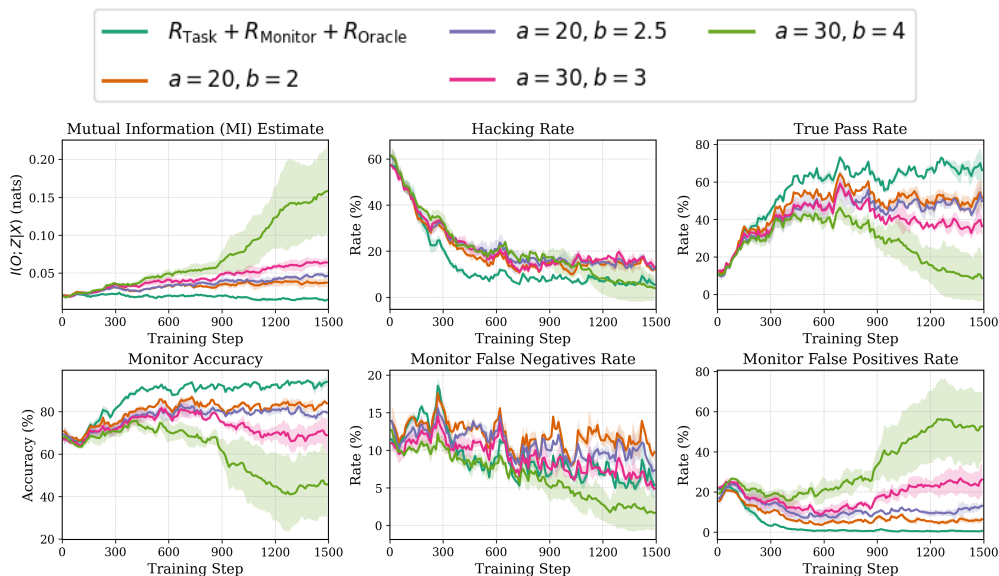 R_Task + R_Monitor + R_Oracle
a = 20, b = 2.5
a = 30, b = 4
a = 20, b = 2
a = 30, b = 3
Mutual Information (MI) Estimate
Hacking Rate
True Pass Rate
I(O; Z|X) (nats)
0.20
0.15
0.10
0.05
Rate (%)
60
40
20
0
Rate (%)
80
60
40
20
0
0 300 600 900 1200 1500
0 300 600 900 1200 1500
0 300 600 900 1200 1500
Training Step
Training Step
Training Step
Monitor Accuracy
Monitor False Negatives Rate
Monitor False Positives Rate
Accuracy (%)
80
60
40
20
Rate (%)
20
15
10
5
0
Rate (%)
80
60
40
20
0
0 300 600 900 1200 1500
0 300 600 900 1200 1500
0 300 600 900 1200 1500
Training Step
Training Step
Training Step